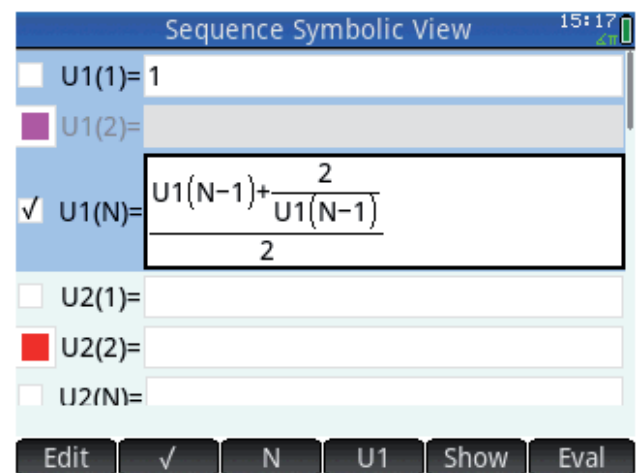 Sequence Symbolic View 15:17
∡π
U1(1)= 1
U1(2)=
√ U1(N)= (U1(N-1)+2/U1(N-1))/2
U2(1)=
U2(2)=
U2(N)=
Edit √ N U1 Show Eval